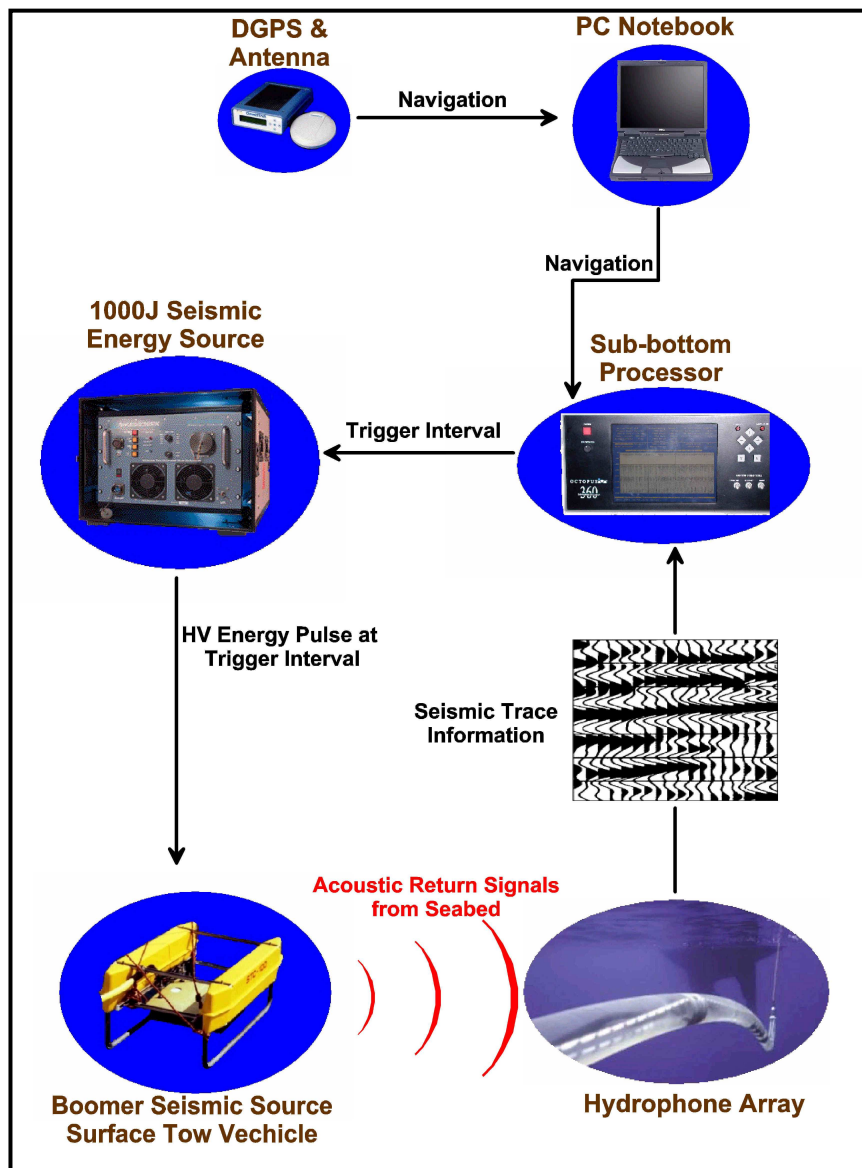 DGPS &
Antenna
PC Notebook
Navigation
Navigation
1000J Seismic
Energy Source
Sub-bottom
Processor
Trigger Interval
OCTOPUS
360
HV Energy Pulse at
Trigger Interval
Seismic Trace
Information
Acoustic Return Signals
from Seabed
Boomer Seismic Source
Surface Tow Vechicle
Hydrophone Array